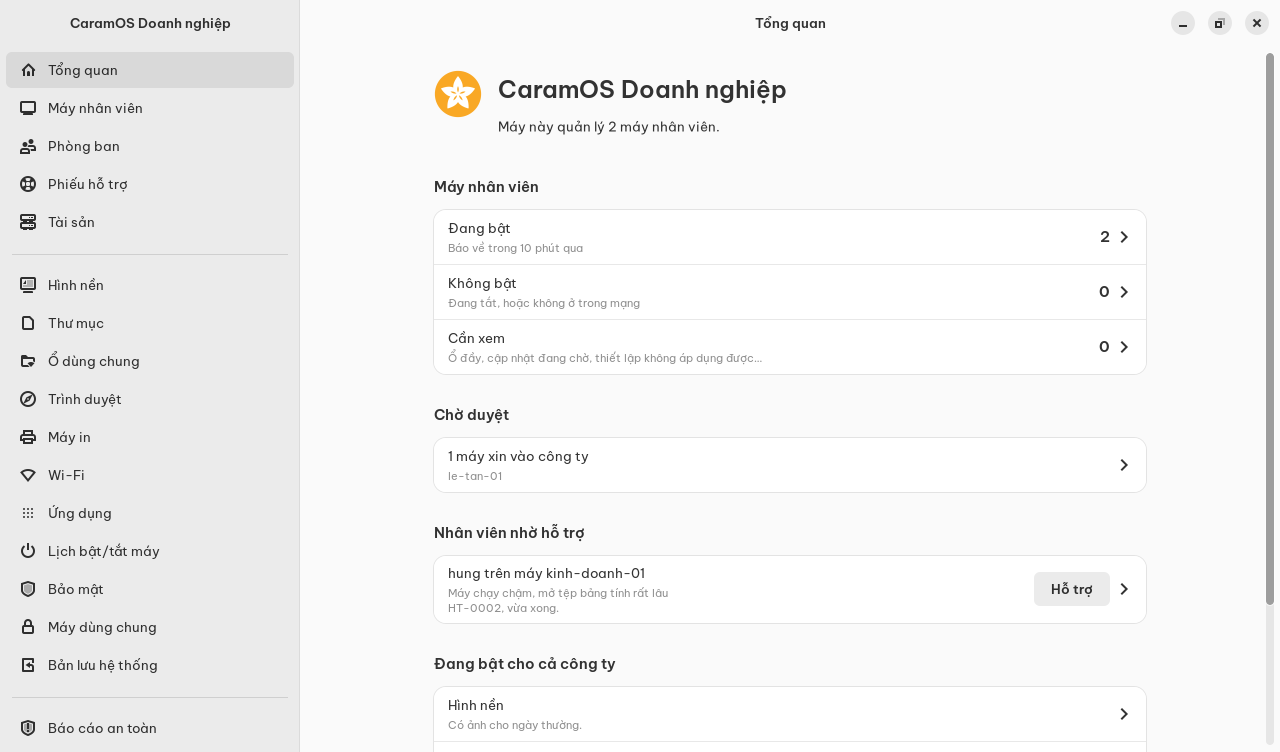 CaramOS Doanh nghiệp
Tổng quan
Máy nhân viên
Phòng ban
Phiếu hỗ trợ
Tài sản
Hình nền
Thư mục
Ổ dùng chung
Trình duyệt
Máy in
Wi-Fi
Ứng dụng
Lịch bật/tắt máy
Bảo mật
Máy dùng chung
Bản lưu hệ thống
Báo cáo an toàn
Tổng quan
CaramOS Doanh nghiệp
Máy này quản lý 2 máy nhân viên.
Máy nhân viên
Đang bật
2
Báo về trong 10 phút qua
Không bật
0
Đang tắt, hoặc không ở trong mạng
Cần xem
0
Ổ đầy, cập nhật đang chờ, thiết lập không áp dụng được…
Chờ duyệt
1 máy xin vào công ty
le-tan-01
Nhân viên nhờ hỗ trợ
hung trên máy kinh-doanh-01
Máy chạy chậm, mở tệp bảng tính rất lâu
HT-0002, vừa xong.
Hỗ trợ
Đang bật cho cả công ty
Hình nền
Có ảnh cho ngày thường.